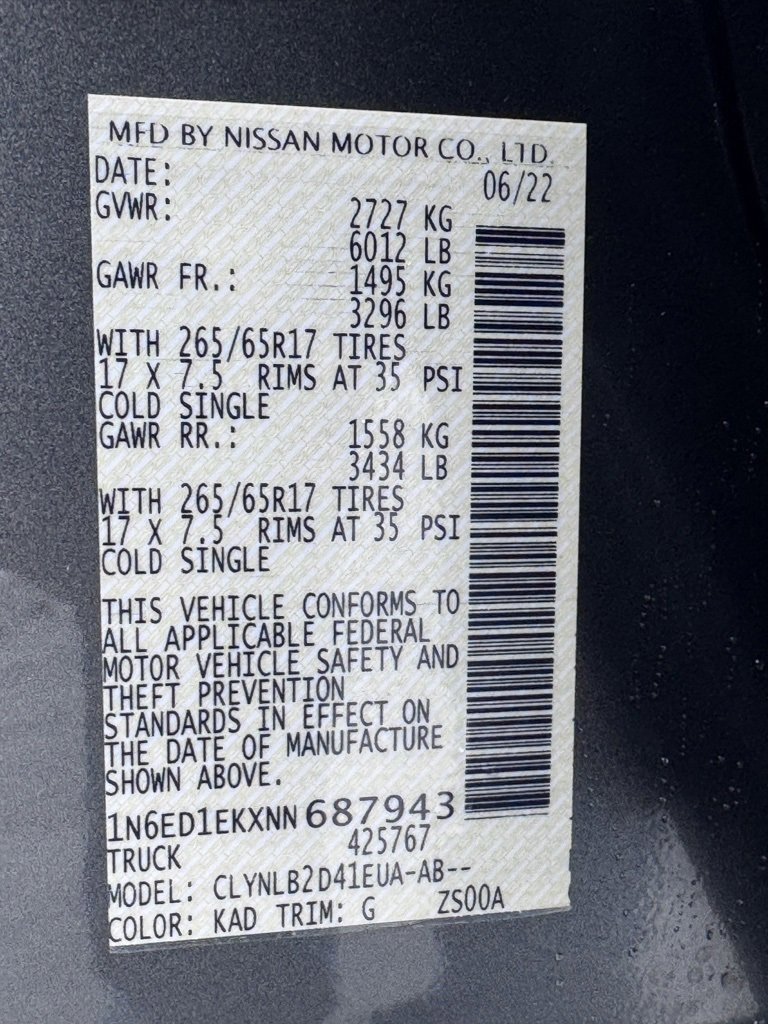 MFD BY NISSAN MOTOR CO., LTD.
DATE: 06/22
GVWR: 2727 KG
6012 LB
GAWR FR.: 1495 KG
3296 LB
WITH 265/65R17 TIRES
17 X 7.5 RIMS AT 35 PSI
COLD SINGLE
GAWR RR.: 1558 KG
3434 LB
WITH 265/65R17 TIRES
17 X 7.5 RIMS AT 35 PSI
COLD SINGLE
THIS VEHICLE CONFORMS TO
ALL APPLICABLE FEDERAL
MOTOR VEHICLE SAFETY AND
THEFT PREVENTION
STANDARDS IN EFFECT ON
THE DATE OF MANUFACTURE
SHOWN ABOVE.
1N6ED1EKXNN687943
TRUCK 425767
MODEL: CLYNLB2D41EUA-AB--
COLOR: KAD TRIM: G ZS00A